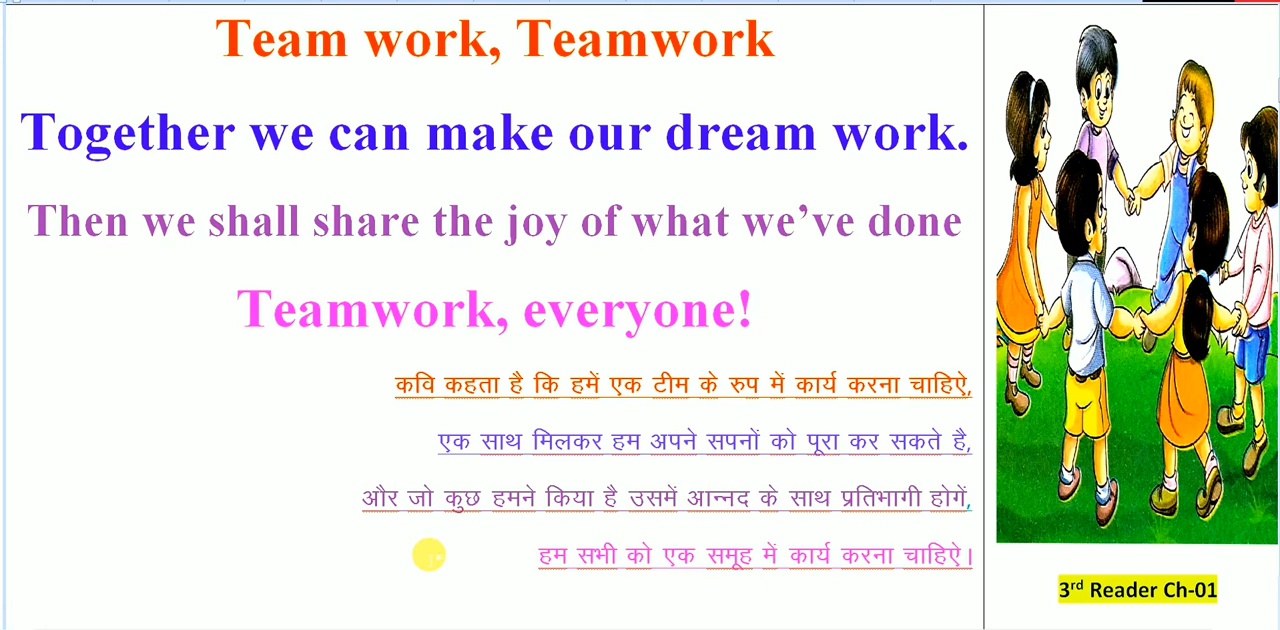 Team work, Teamwork
Together we can make our dream work.
Then we shall share the joy of what we’ve done
Teamwork, everyone!
कवि कहता है कि हमें एक टीम के रुप में कार्य करना चाहिऐ,
एक साथ मिलकर हम अपने सपनों को पूरा कर सकते है,
और जो कुछ हमने किया है उसमें आन्नद के साथ प्रतिभागी होगें,
हम सभी को एक समूह में कार्य करना चाहिऐ।
3rd Reader Ch-01